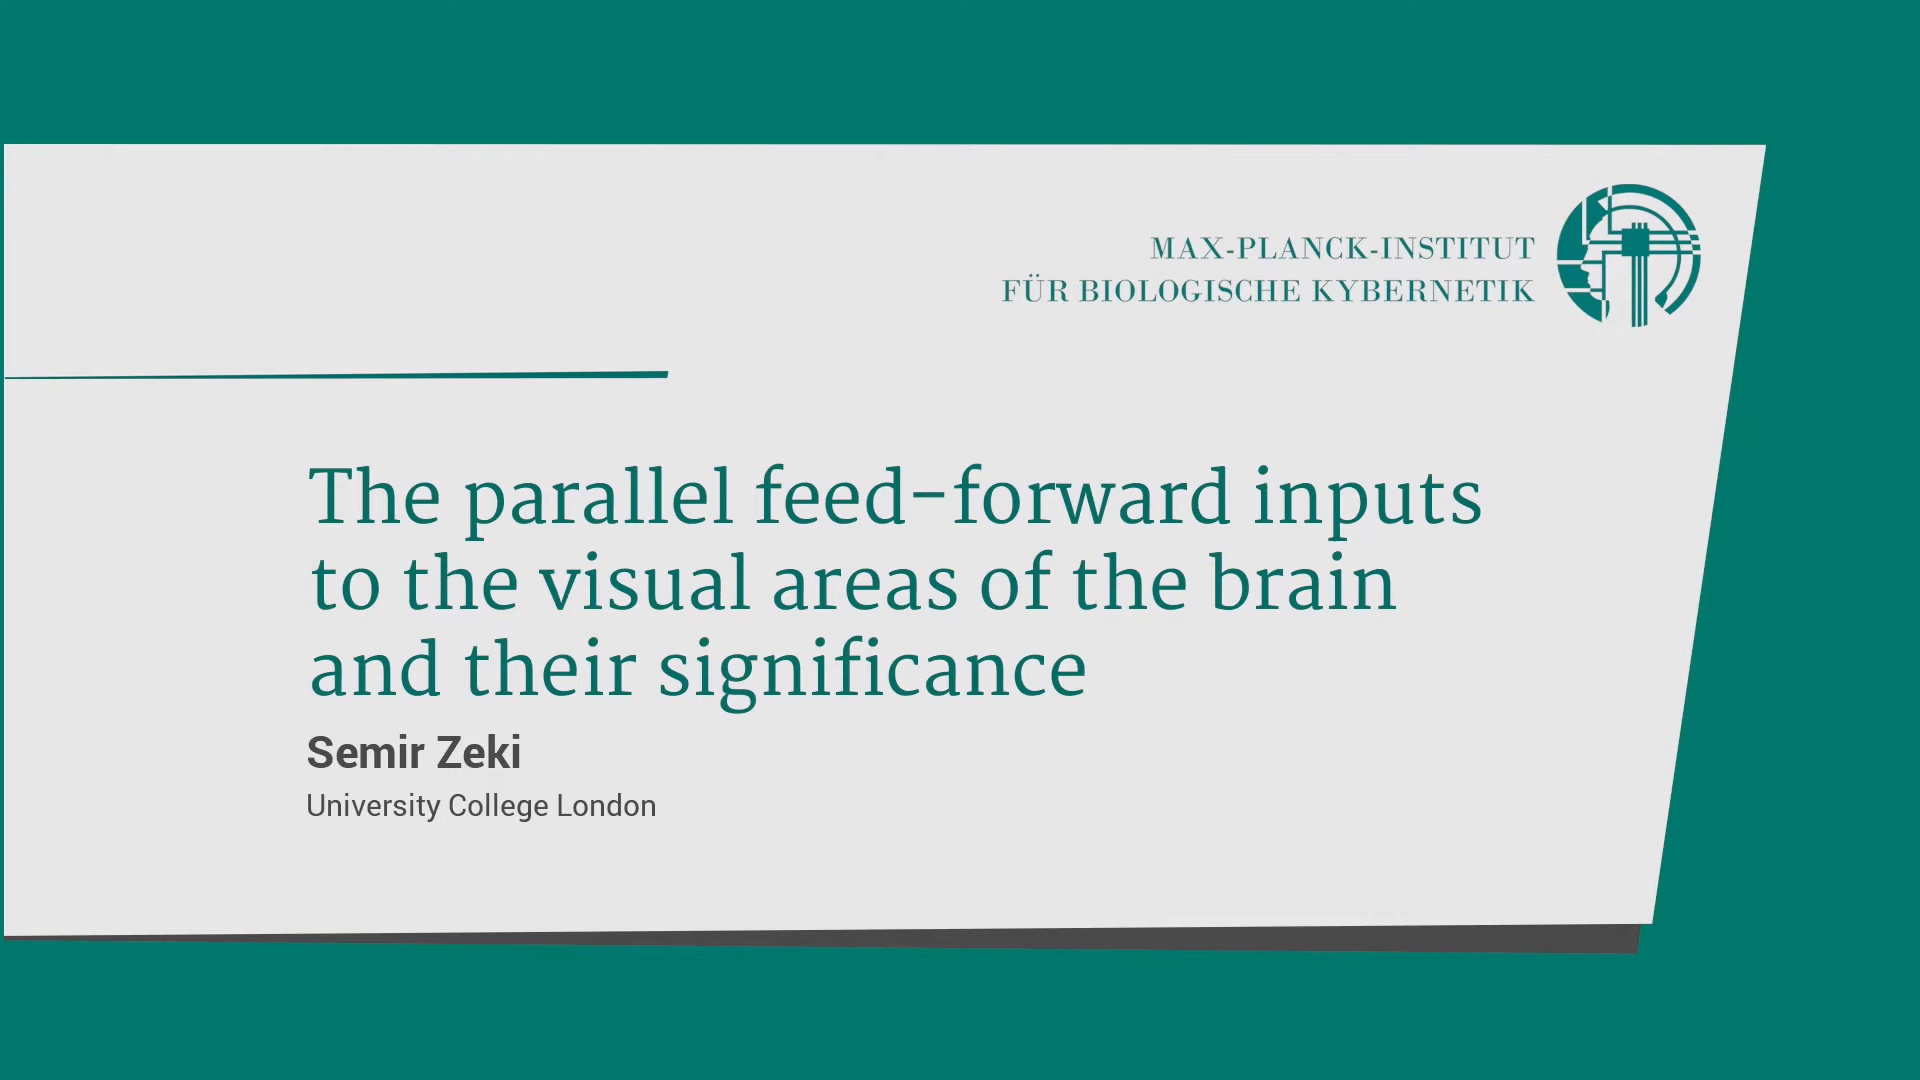 MAX-PLANCK-INSTITUT
FÜR BIOLOGISCHE KYBERNETIK
The parallel feed-forward inputs
to the visual areas of the brain
and their significance
Semir Zeki
University College London